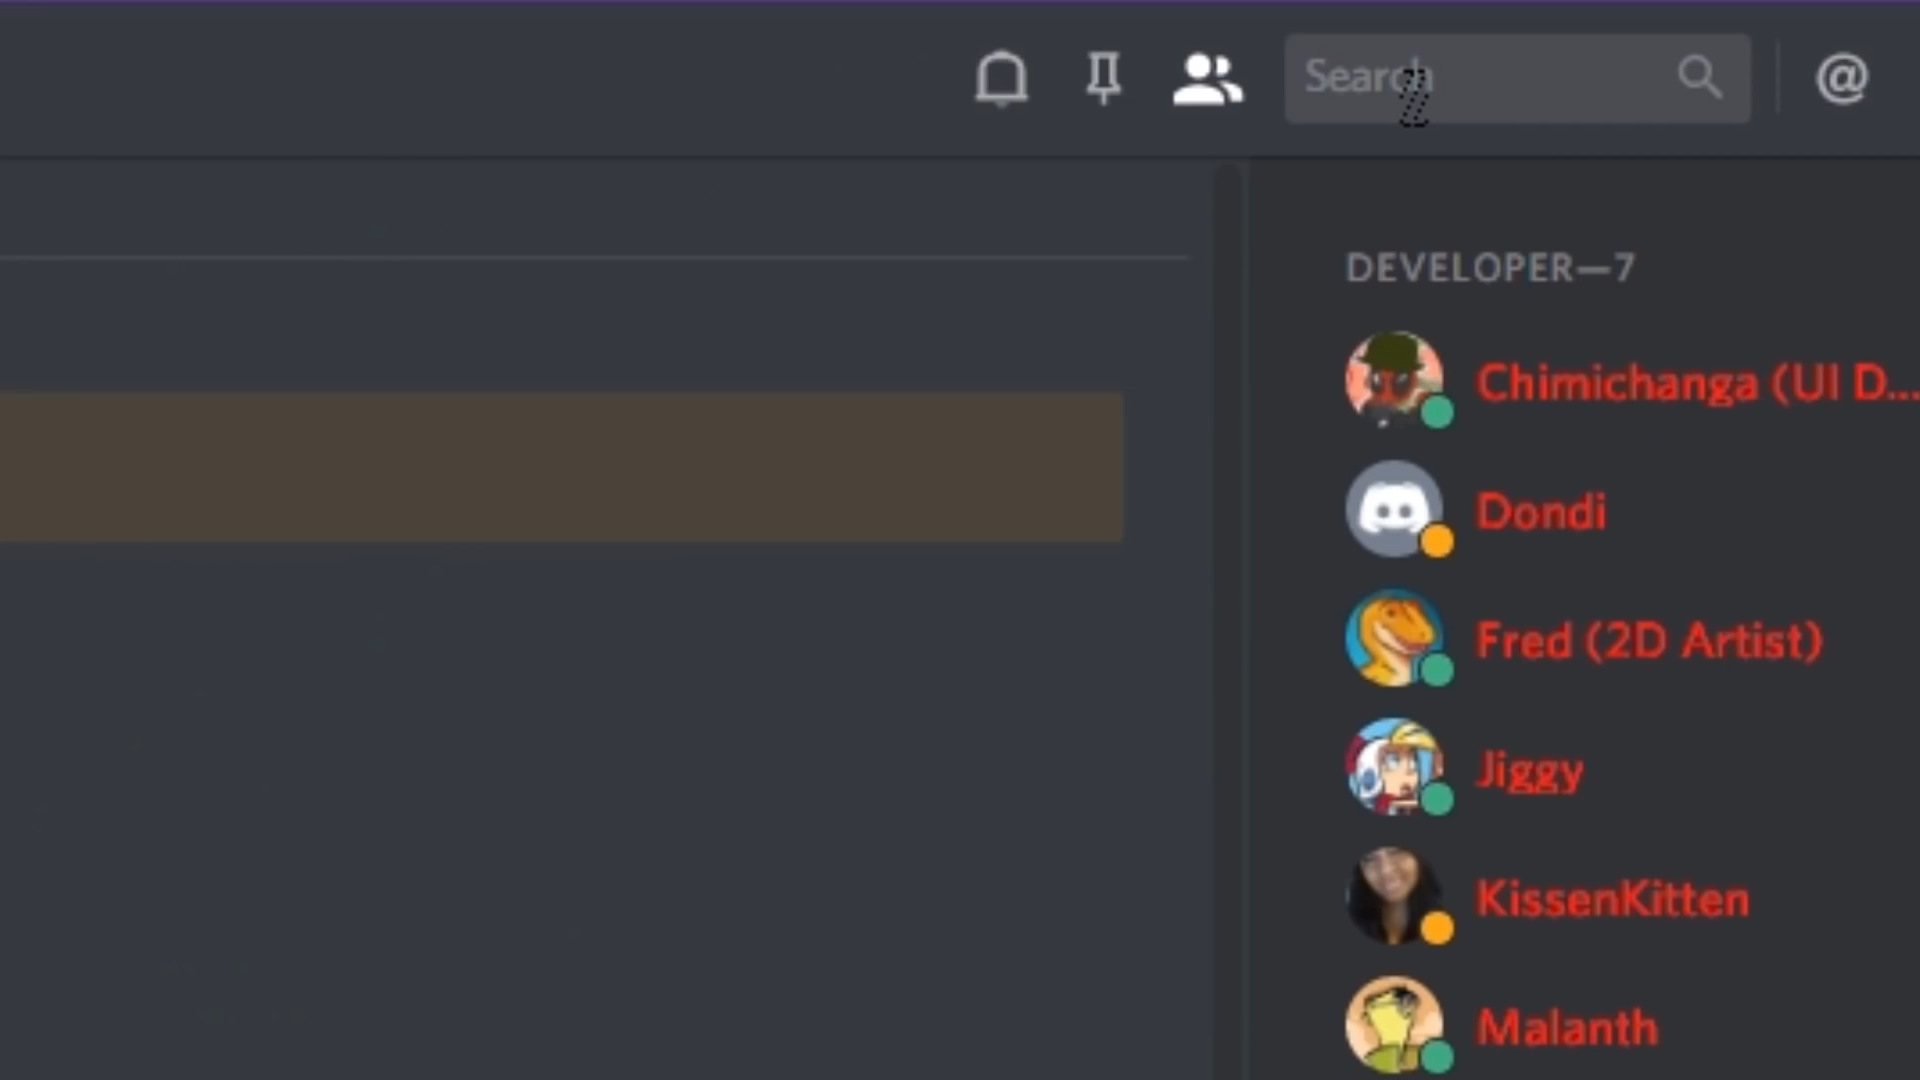 Search
@
DEVELOPER—7
Chimichanga (UI D...
Dondi
Fred (2D Artist)
Jiggy
KissenKitten
Malanth